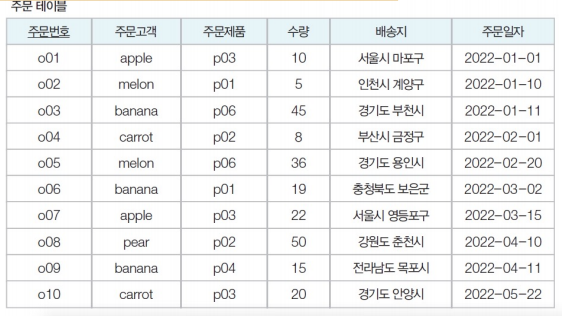 주문 테이블
주문번호 주문고객 주문제품 수량 배송지 주문일자
o01 apple p03 10 서울시 마포구 2022-01-01
o02 melon p01 5 인천시 계양구 2022-01-10
o03 banana p06 45 경기도 부천시 2022-01-11
o04 carrot p02 8 부산시 금정구 2022-02-01
o05 melon p06 36 경기도 용인시 2022-02-20
o06 banana p01 19 충청북도 보은군 2022-03-02
o07 apple p03 22 서울시 영등포구 2022-03-15
o08 pear p02 50 강원도 춘천시 2022-04-10
o09 banana p04 15 전라남도 목포시 2022-04-11
o10 carrot p03 20 경기도 안양시 2022-05-22